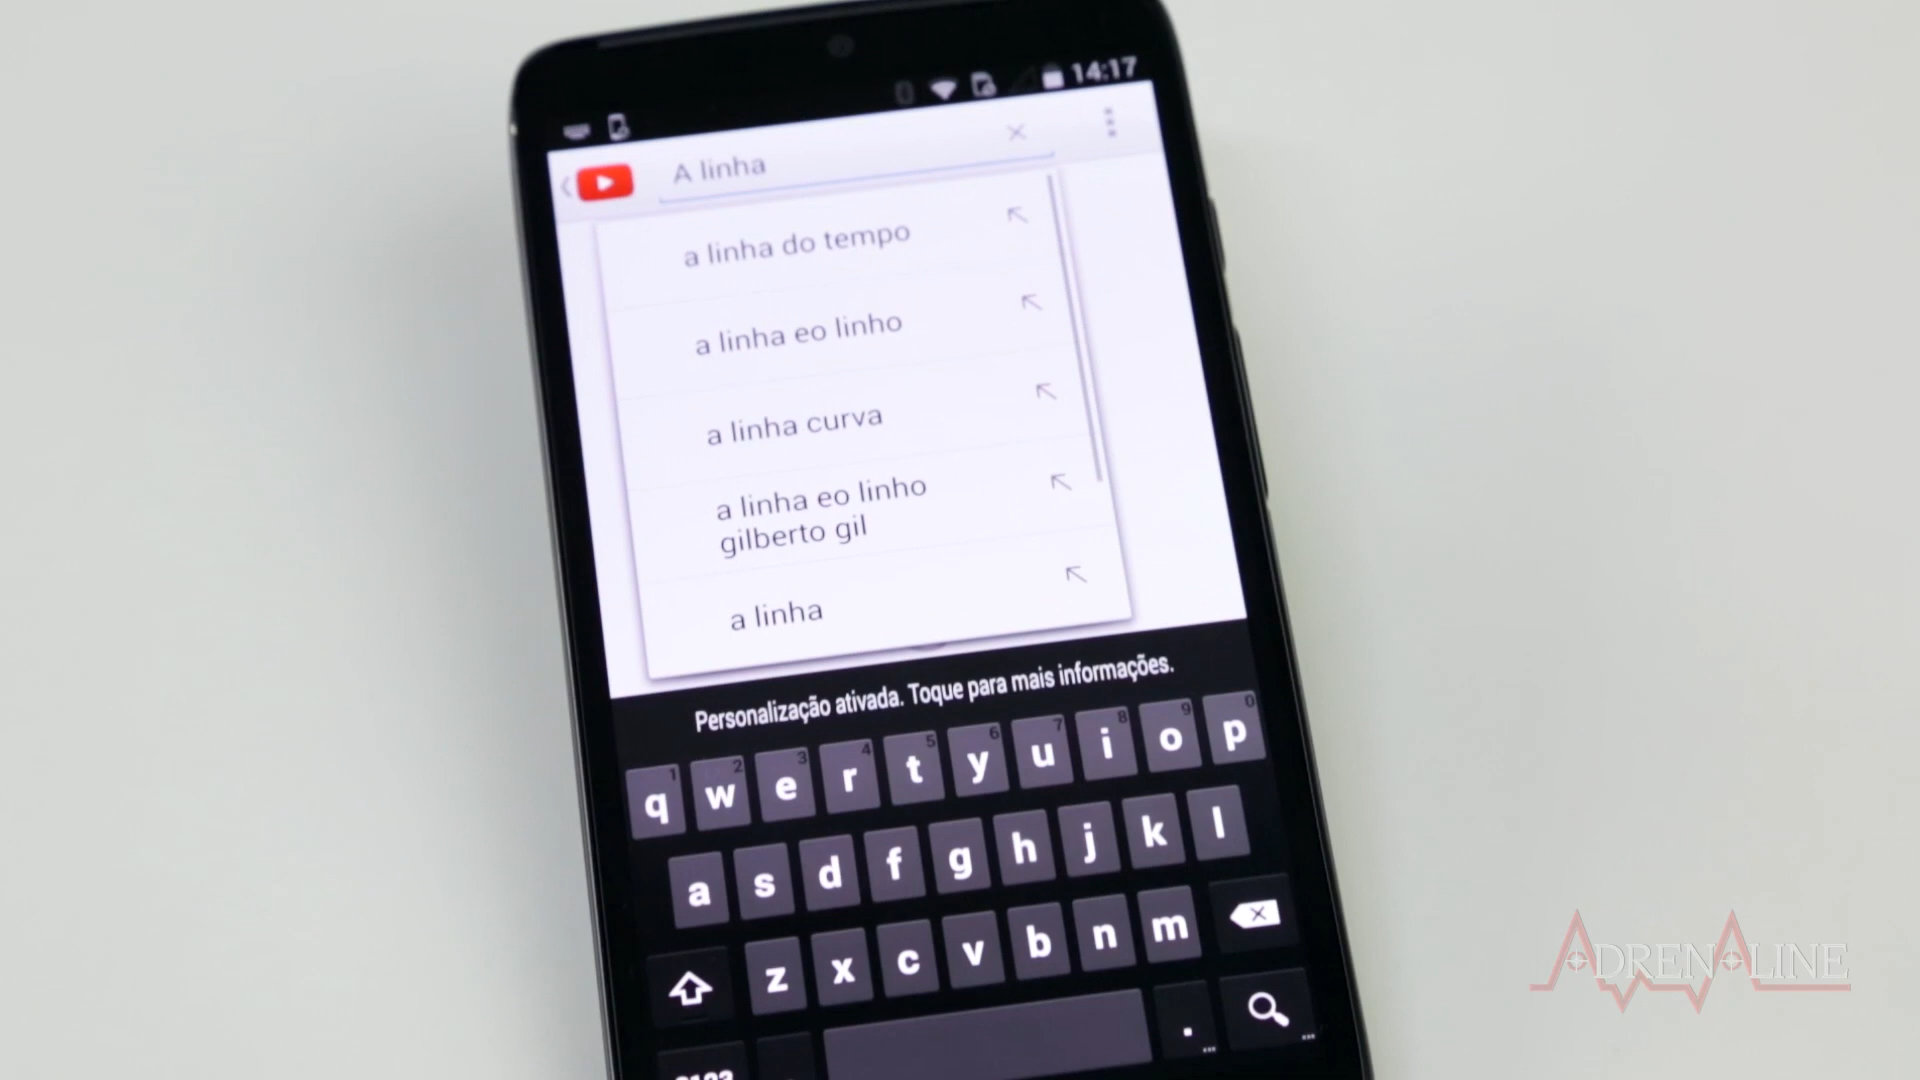 14:17
A linha
a linha do tempo
a linha eo linho
a linha curva
a linha eo linho
gilberto gil
a linha
Personalização ativada. Toque para mais informações.
1 2 3 4 5 6 7 8 9 0
q w e r t y u i o p
a s d f g h j k l
z x c v b n m
. ...
...
ADRENALINE